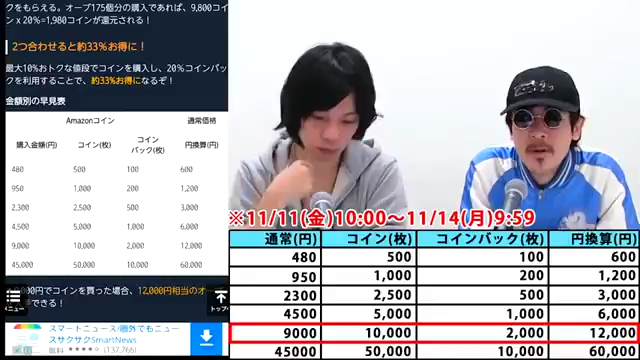 クをもらえる。オーブ175個分の購入であれば、9,800コイ
ン x 20%=1,980コインが還元される！
2つ合わせると約33%お得に！
最大10%おトクな値段でコインを購入し、20%コインバッ
クを利用することで、約33%お得になるぞ！
金額別の早見表
Amazonコイン 通常価格
購入金額(円) コイン(枚) コイン
バック(枚) 円換算(円)
480 500 100 600
950 1,000 200 1,200
2,300 2,500 500 3,000
4,500 5,000 1,000 6,000
9,000 10,000 2,000 12,000
45,000 50,000 10,000 60,000
円でコインを買った場合、12,000円相当のオー
できる！
メニュー
トップへ
スマートニュース/圏外でもニュー
スサクサクSmartNews
無料 ★★★★☆ (137,766)
※11/11(金)10:00～11/14(月)9:59
通常(円) コイン(枚) コインバック(枚) 円換算(円)
480 500 100 600
950 1,000 200 1,200
2300 2,500 500 3,000
4500 5,000 1,000 6,000
9000 10,000 2,000 12,000
45000 50,000 10,000 60,000